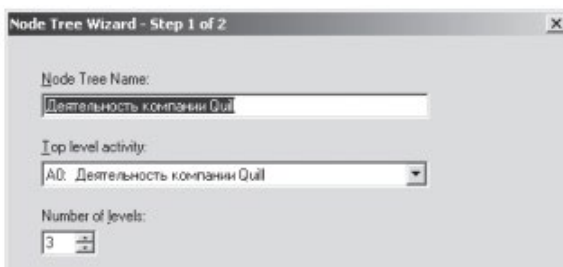 Node Tree Wizard - Step 1 of 2
Node Tree Name:
Деятельность компании Quill
Top level activity:
A0: Деятельность компании Quill
Number of levels:
3